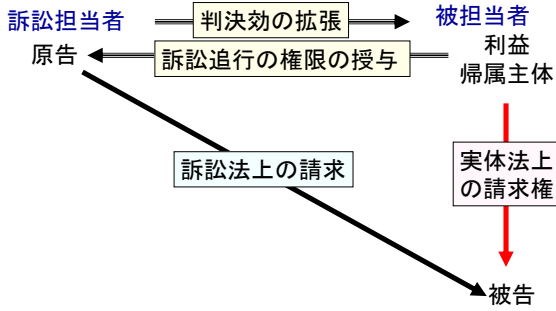 訴訟担当者
判決効の拡張
被担当者
原告
訴訟追行の権限の授与
利益
帰属主体
訴訟法上の請求
実体法上
の請求権
被告